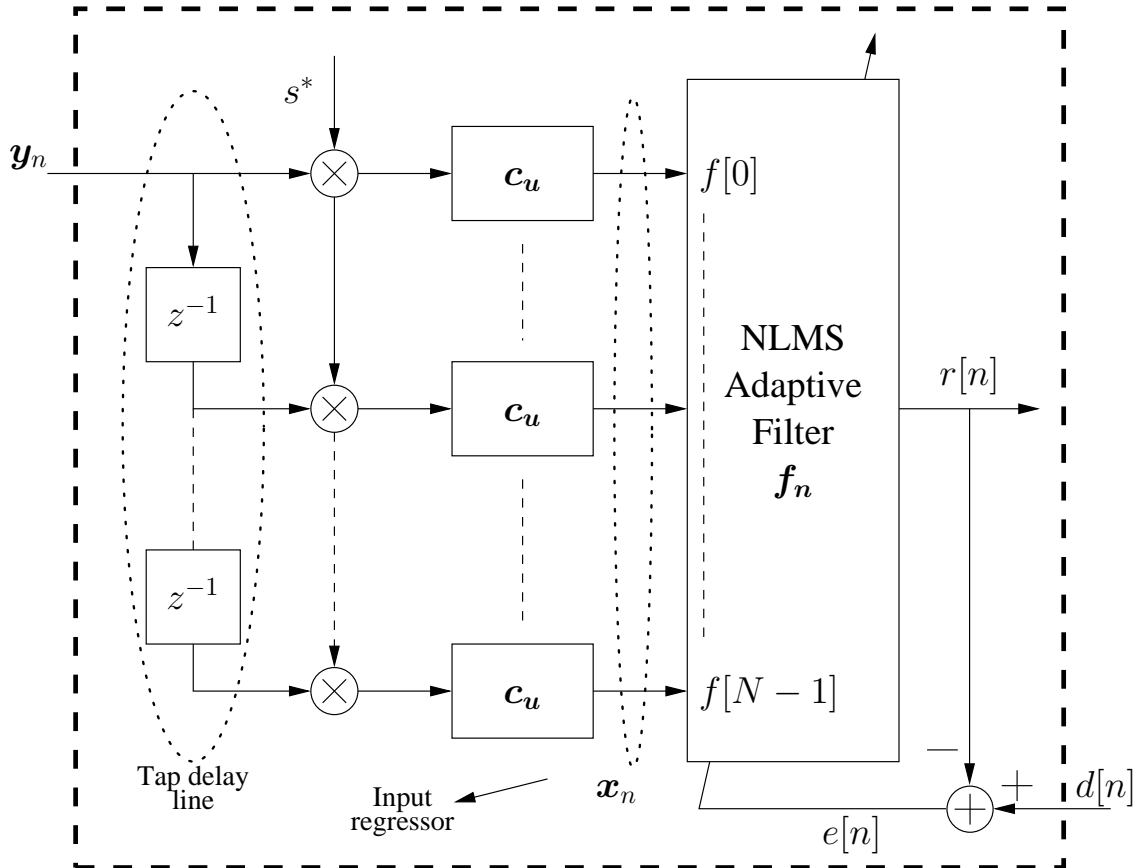 s*
y_n
c_u
f[0]
z^{-1}
NLMS
Adaptive
Filter
f_n
r[n]
c_u
z^{-1}
c_u
f[N − 1]
−
Tap delay
line
Input
regressor
x_n
+
d[n]
e[n]